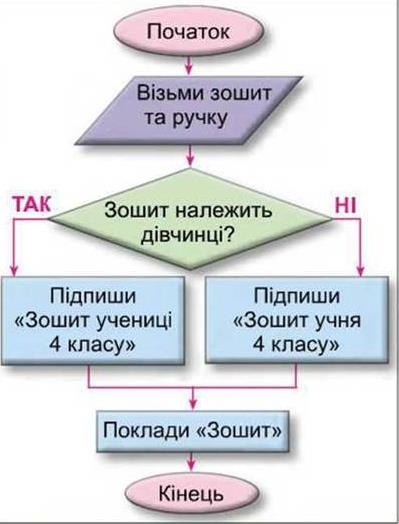 Початок
Візьми зошит
та ручку
ТАК
Зошит належить
дівчинці?
НІ
Підпиши
«Зошит учениці
4 класу»
Підпиши
«Зошит учня
4 класу»
Поклади «Зошит»
Кінець